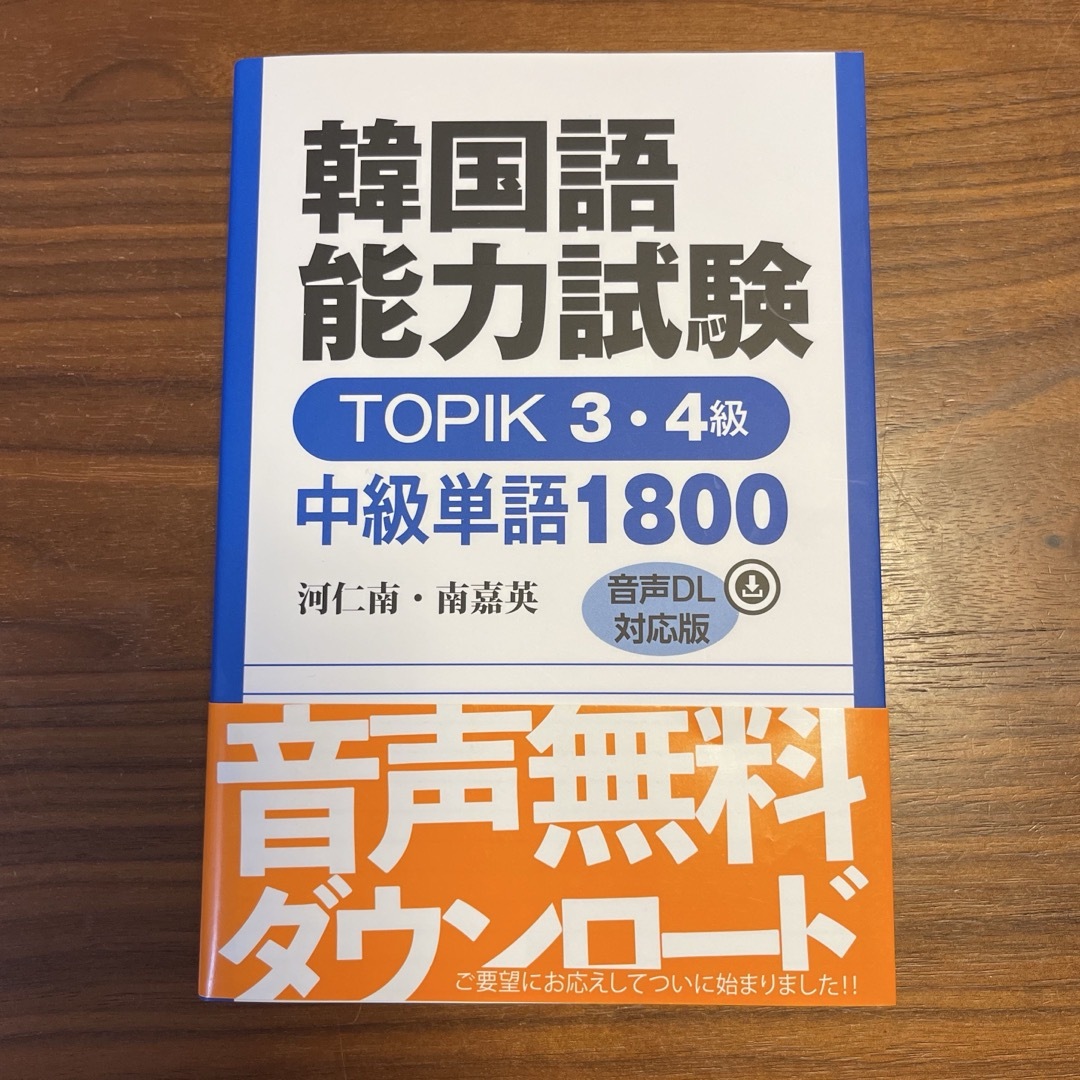 韓国語
能力試験
TOPIK 3・4級
中級単語1800
河仁南・南嘉英
音声DL
対応版
音声無料
ダウンロード
ご要望にお応えしてついに始まりました!!